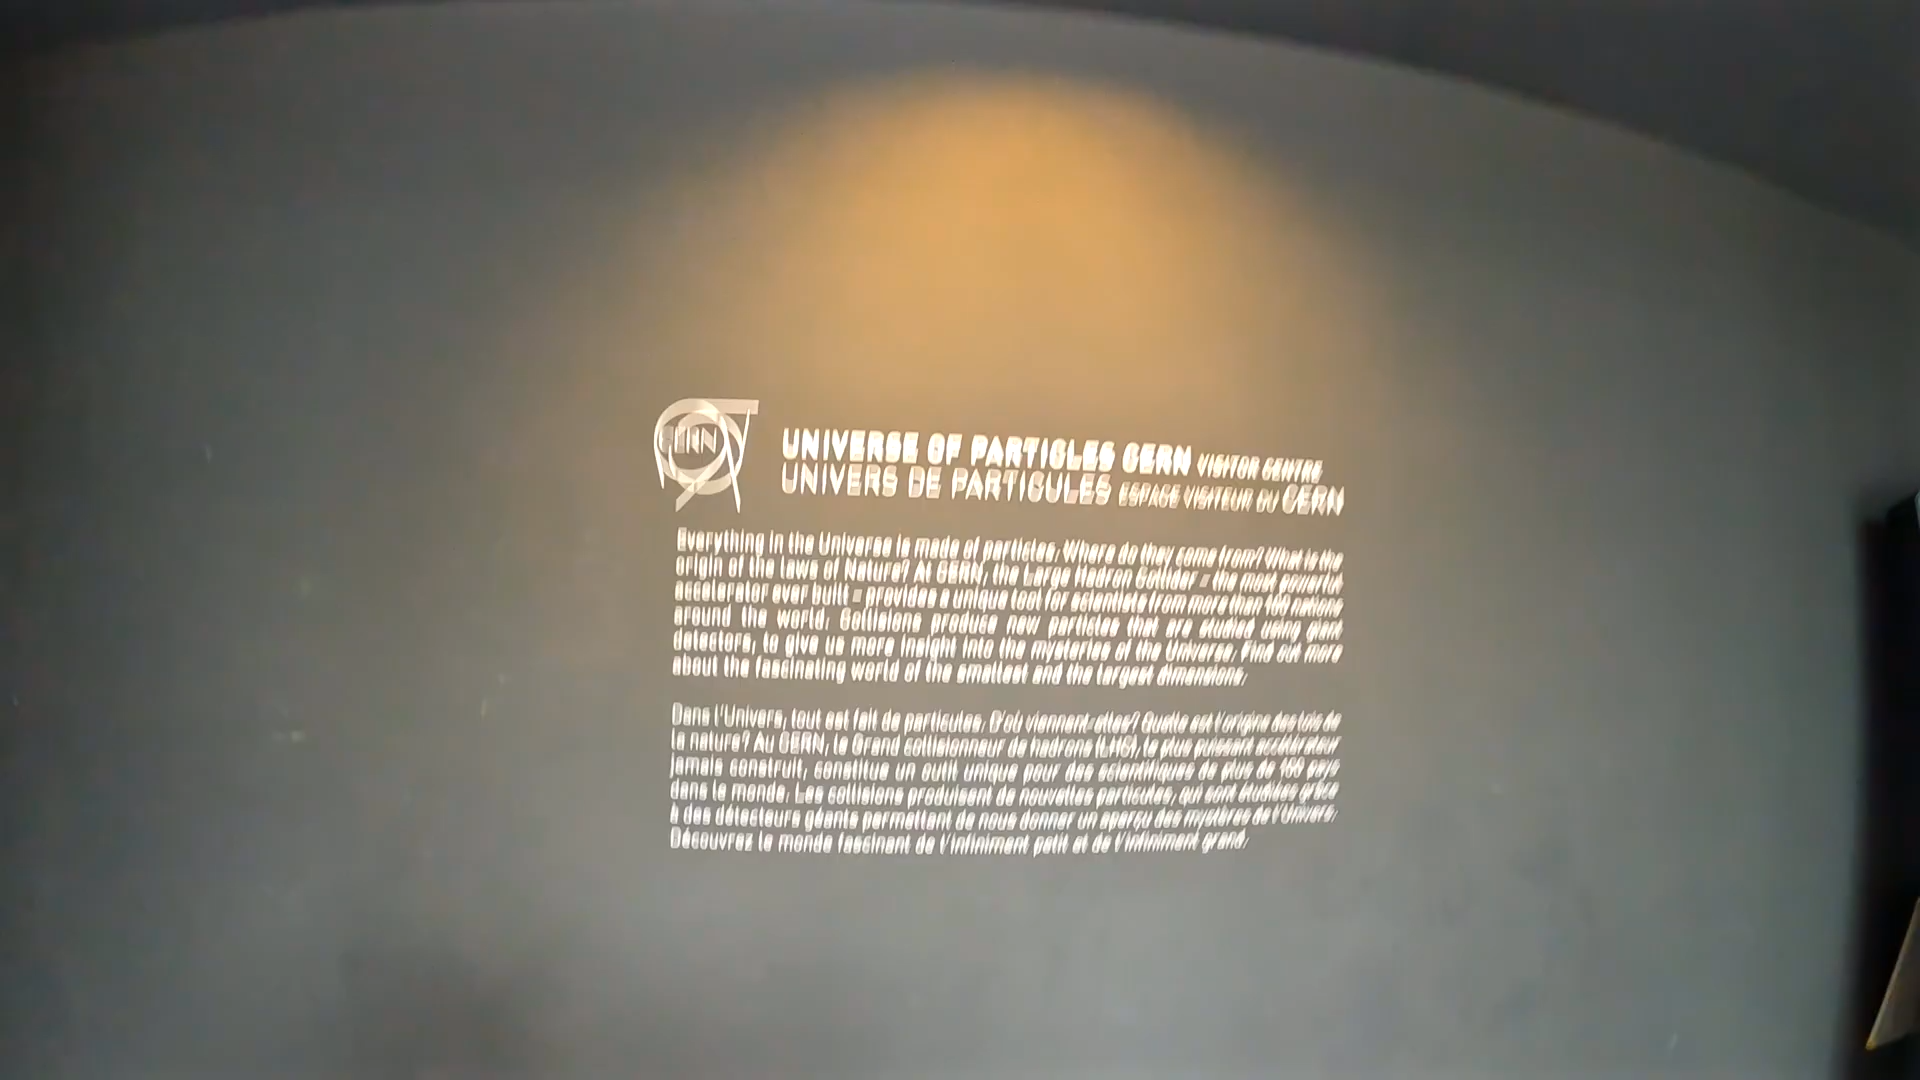 CERN
UNIVERSE OF PARTICLES CERN VISITOR CENTRE
UNIVERS DE PARTICULES ESPACE VISITEUR DU CERN
Everything in the Universe is made of particles. Where do they come from? What is the
origin of the laws of Nature? At CERN, the Large Hadron Collider – the most powerful
accelerator ever built – provides a unique tool for scientists from more than 100 nations
around the world. Collisions produce new particles that are studied using giant
detectors, to give us more insight into the mysteries of the Universe. Find out more
about the fascinating world of the smallest and the largest dimensions.
Dans l'Univers, tout est fait de particules. D'où viennent-elles? Quelle est l'origine des lois de
la nature? Au CERN, le Grand collisionneur de hadrons (LHC), le plus puissant accélérateur
jamais construit, constitue un outil unique pour des scientifiques de plus de 100 pays
dans le monde. Les collisions produisent de nouvelles particules, qui sont étudiées grâce
à des détecteurs géants permettant de nous donner un aperçu des mystères de l'Univers.
Découvrez le monde fascinant de l'infiniment petit et de l'infiniment grand.